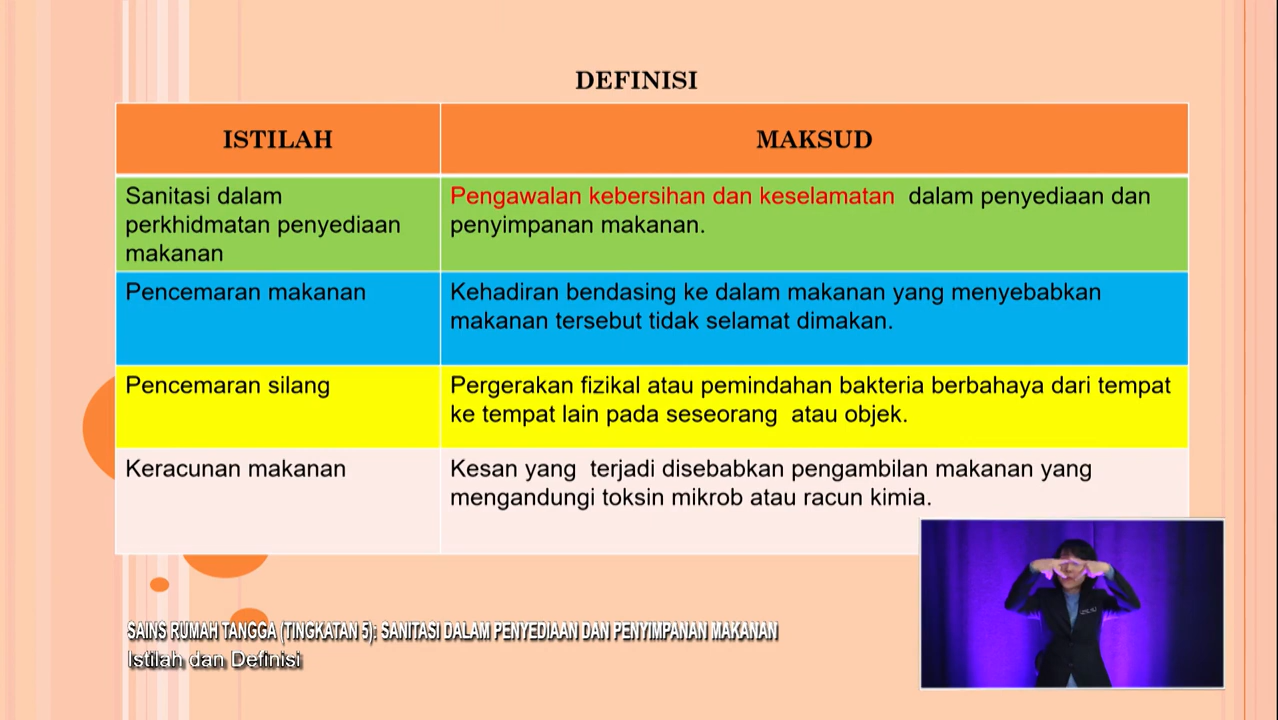 DEFINISI
ISTILAH
MAKSUD
Sanitasi dalam
perkhidmatan penyediaan
makanan
Pengawalan kebersihan dan keselamatan dalam penyediaan dan
penyimpanan makanan.
Pencemaran makanan
Kehadiran bendasing ke dalam makanan yang menyebabkan
makanan tersebut tidak selamat dimakan.
Pencemaran silang
Pergerakan fizikal atau pemindahan bakteria berbahaya dari tempat
ke tempat lain pada seseorang atau objek.
Keracunan makanan
Kesan yang terjadi disebabkan pengambilan makanan yang
mengandungi toksin mikrob atau racun kimia.
SAINS RUMAH TANGGA (TINGKATAN 5): SANITASI DALAM PENYEDIAAN DAN PENYIMPANAN MAKANAN
Istilah dan Definisi